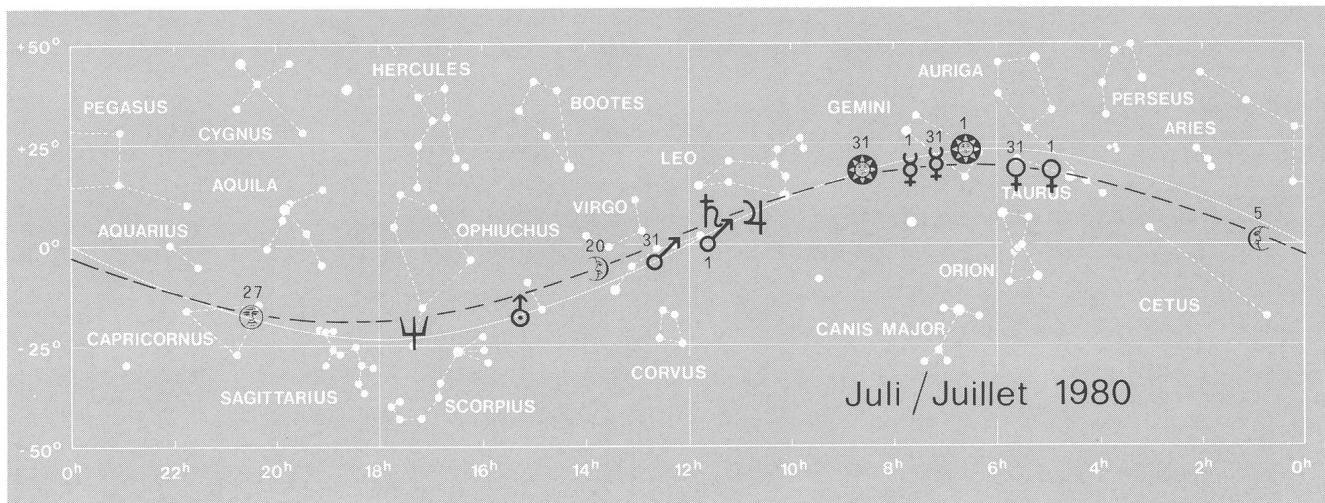 +50°
HERCULES
AURIGA
PEGASUS
BOOTES
GEMINI
PERSEUS
CYGNUS
31 1 31 1
ARIES
+25°
LEO
31 1
AQUILA
TAURUS
VIRGO
AQUARIUS
OPHIUCHUS
20 31
5
0°
1
ORION
27
CETUS
CAPRICORNUS
CANIS MAJOR
-25°
CORVUS
SAGITTARIUS
SCORPIUS
Juli / Juillet 1980
-50°
0h 22h 20h 18h 16h 14h 12h 10h 8h 6h 4h 2h 0h